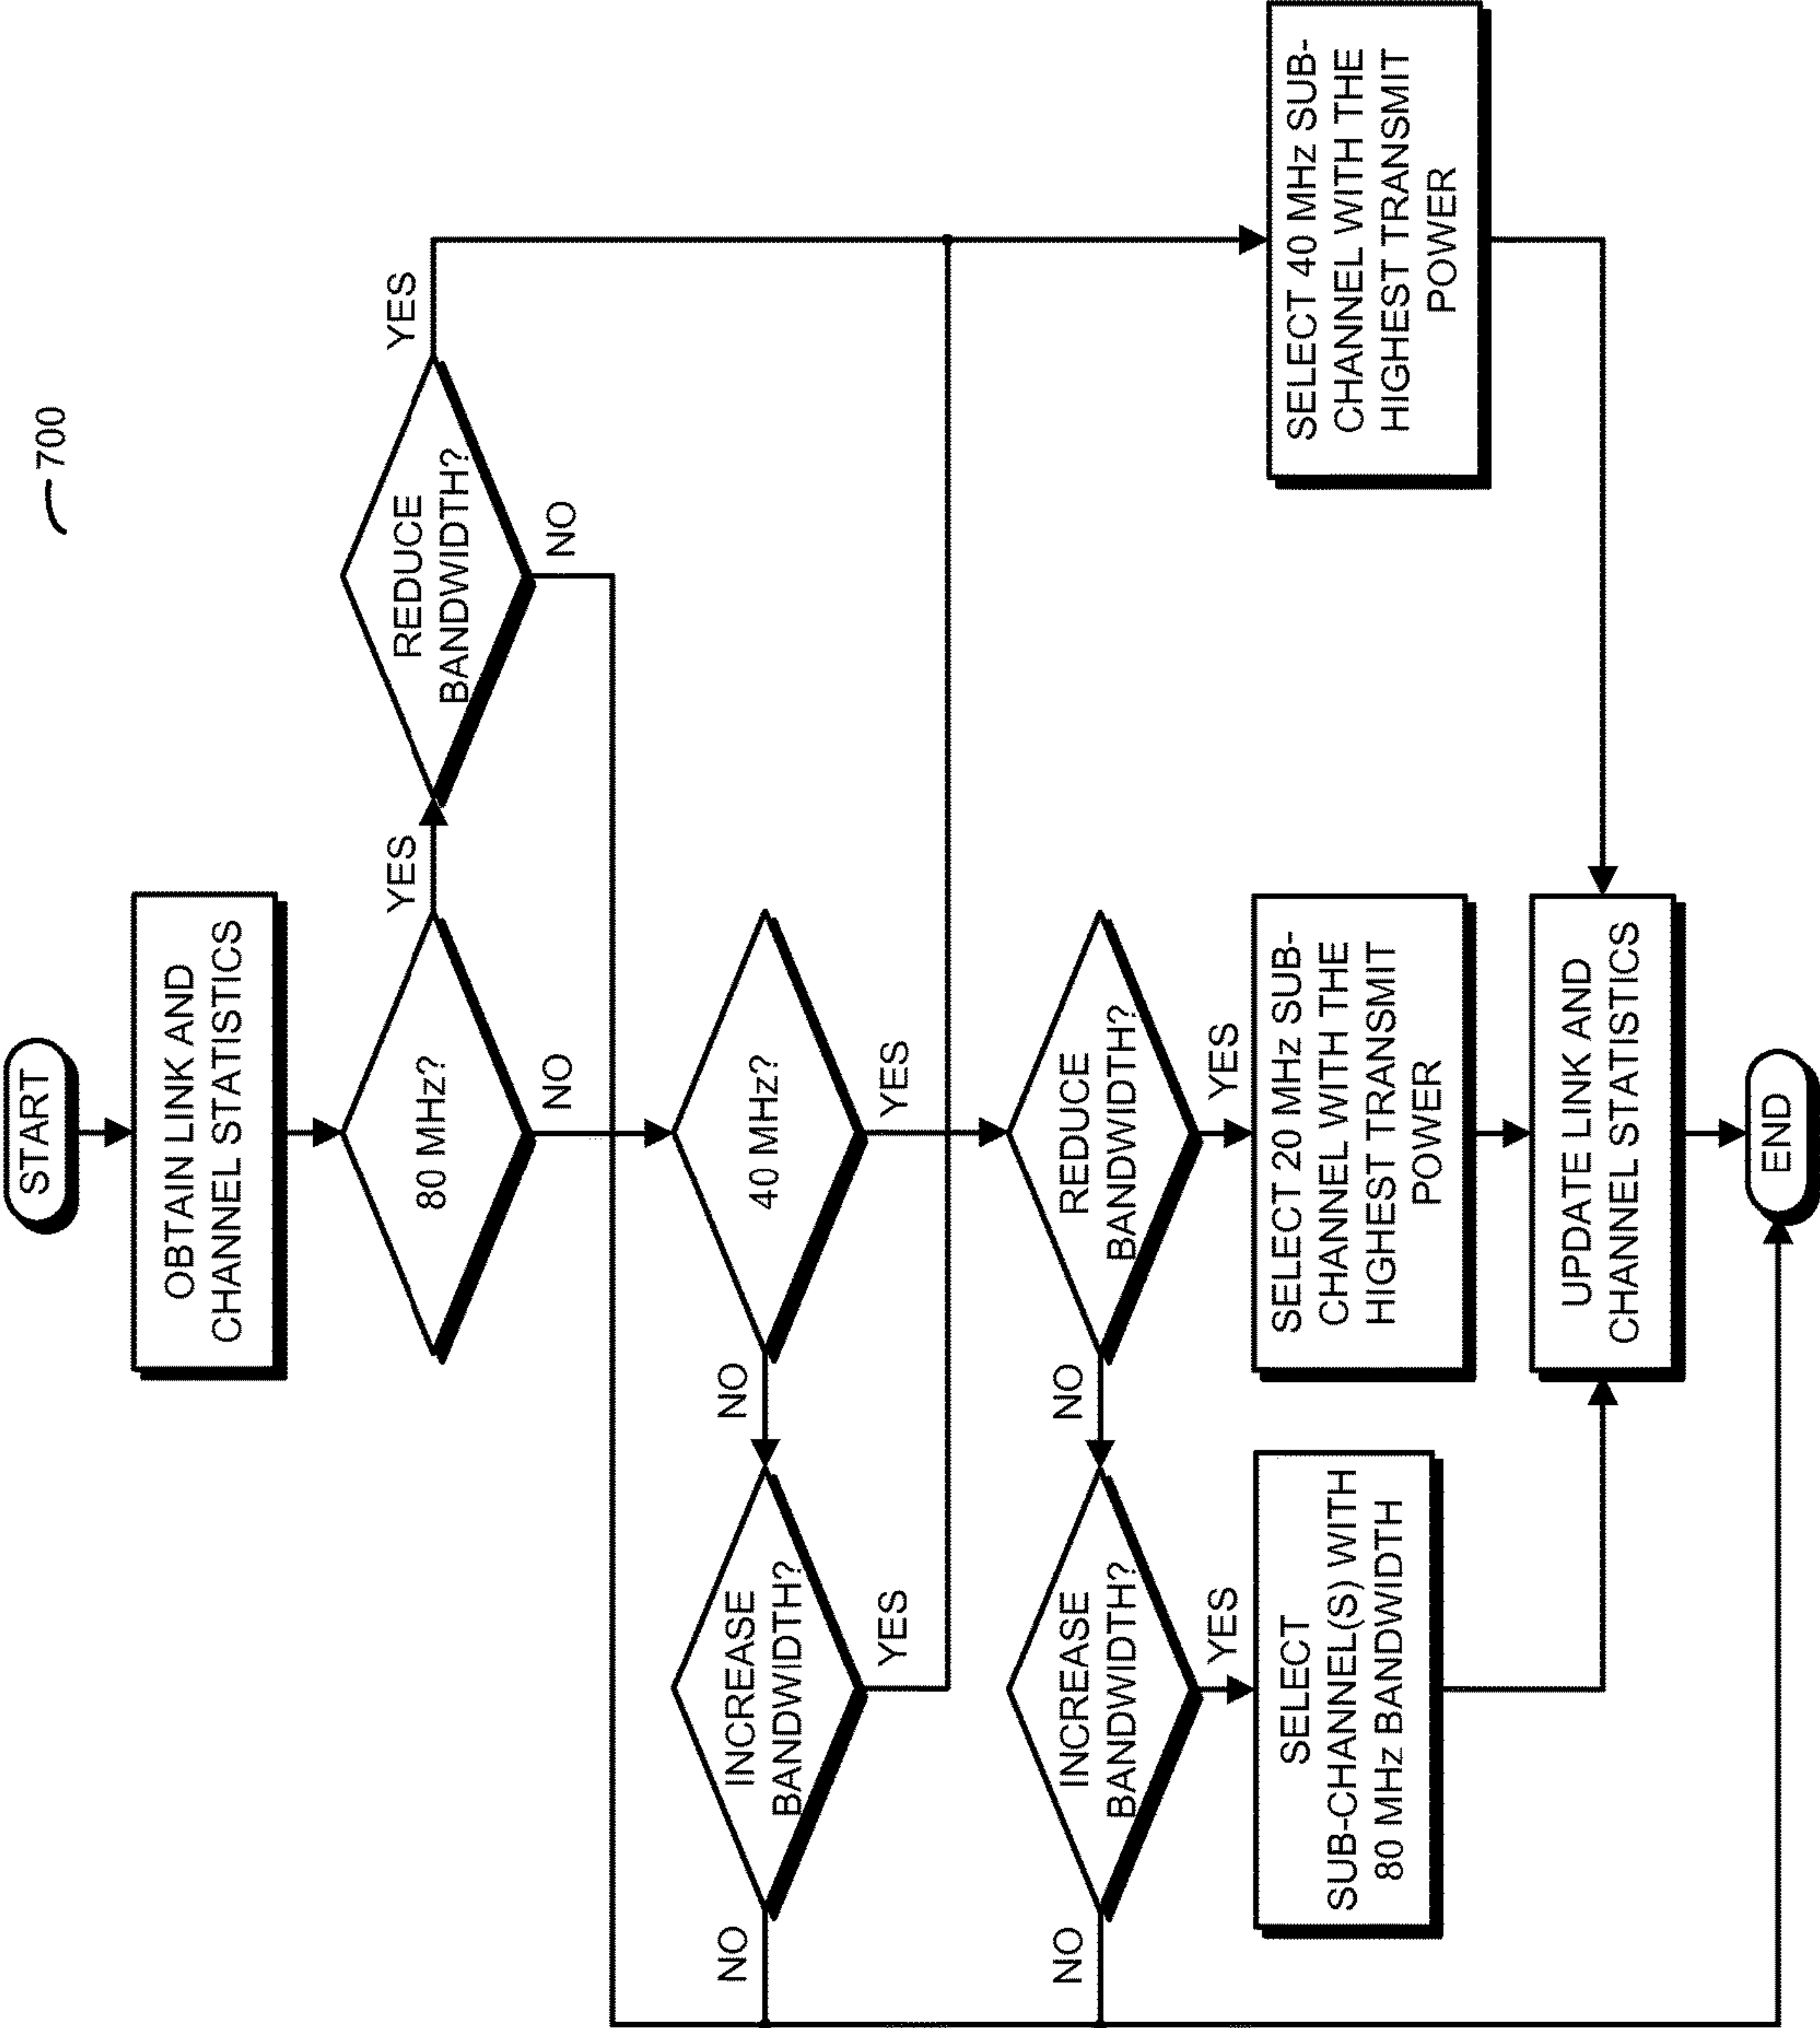 700
START
OBTAIN LINK AND
CHANNEL STATISTICS
80 MHz?
YES
REDUCE
BANDWIDTH?
YES
NO
NO
40 MHz?
NO
INCREASE
BANDWIDTH?
NO
YES
YES
REDUCE
BANDWIDTH?
NO
INCREASE
BANDWIDTH?
NO
YES
YES
SELECT
SUB-CHANNEL(S) WITH
80 MHz BANDWIDTH
SELECT 20 MHz SUB-
CHANNEL WITH THE
HIGHEST TRANSMIT
POWER
SELECT 40 MHz SUB-
CHANNEL WITH THE
HIGHEST TRANSMIT
POWER
UPDATE LINK AND
CHANNEL STATISTICS
END